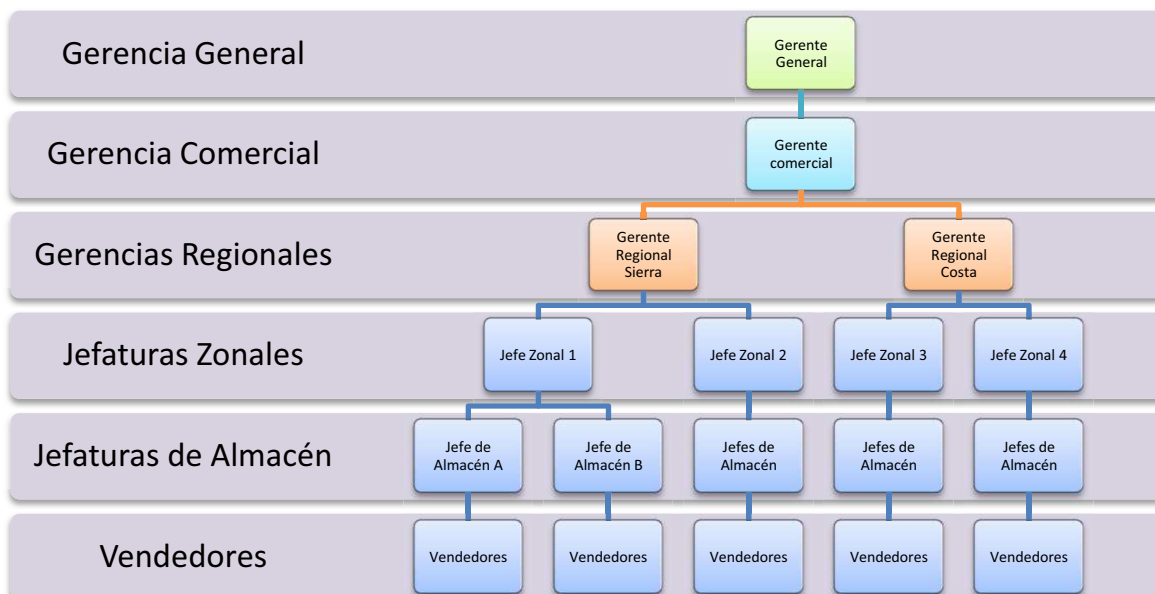 Gerencia General
Gerente
General
Gerencia Comercial
Gerente
comercial
Gerencias Regionales
Gerente
Regional
Sierra
Gerente
Regional
Costa
Jefaturas Zonales
Jefe Zonal 1
Jefe Zonal 2
Jefe Zonal 3
Jefe Zonal 4
Jefaturas de Almacén
Jefe de
Almacén A
Jefe de
Almacén B
Jefes de
Almacén
Jefes de
Almacén
Jefes de
Almacén
Vendedores
Vendedores
Vendedores
Vendedores
Vendedores
Vendedores